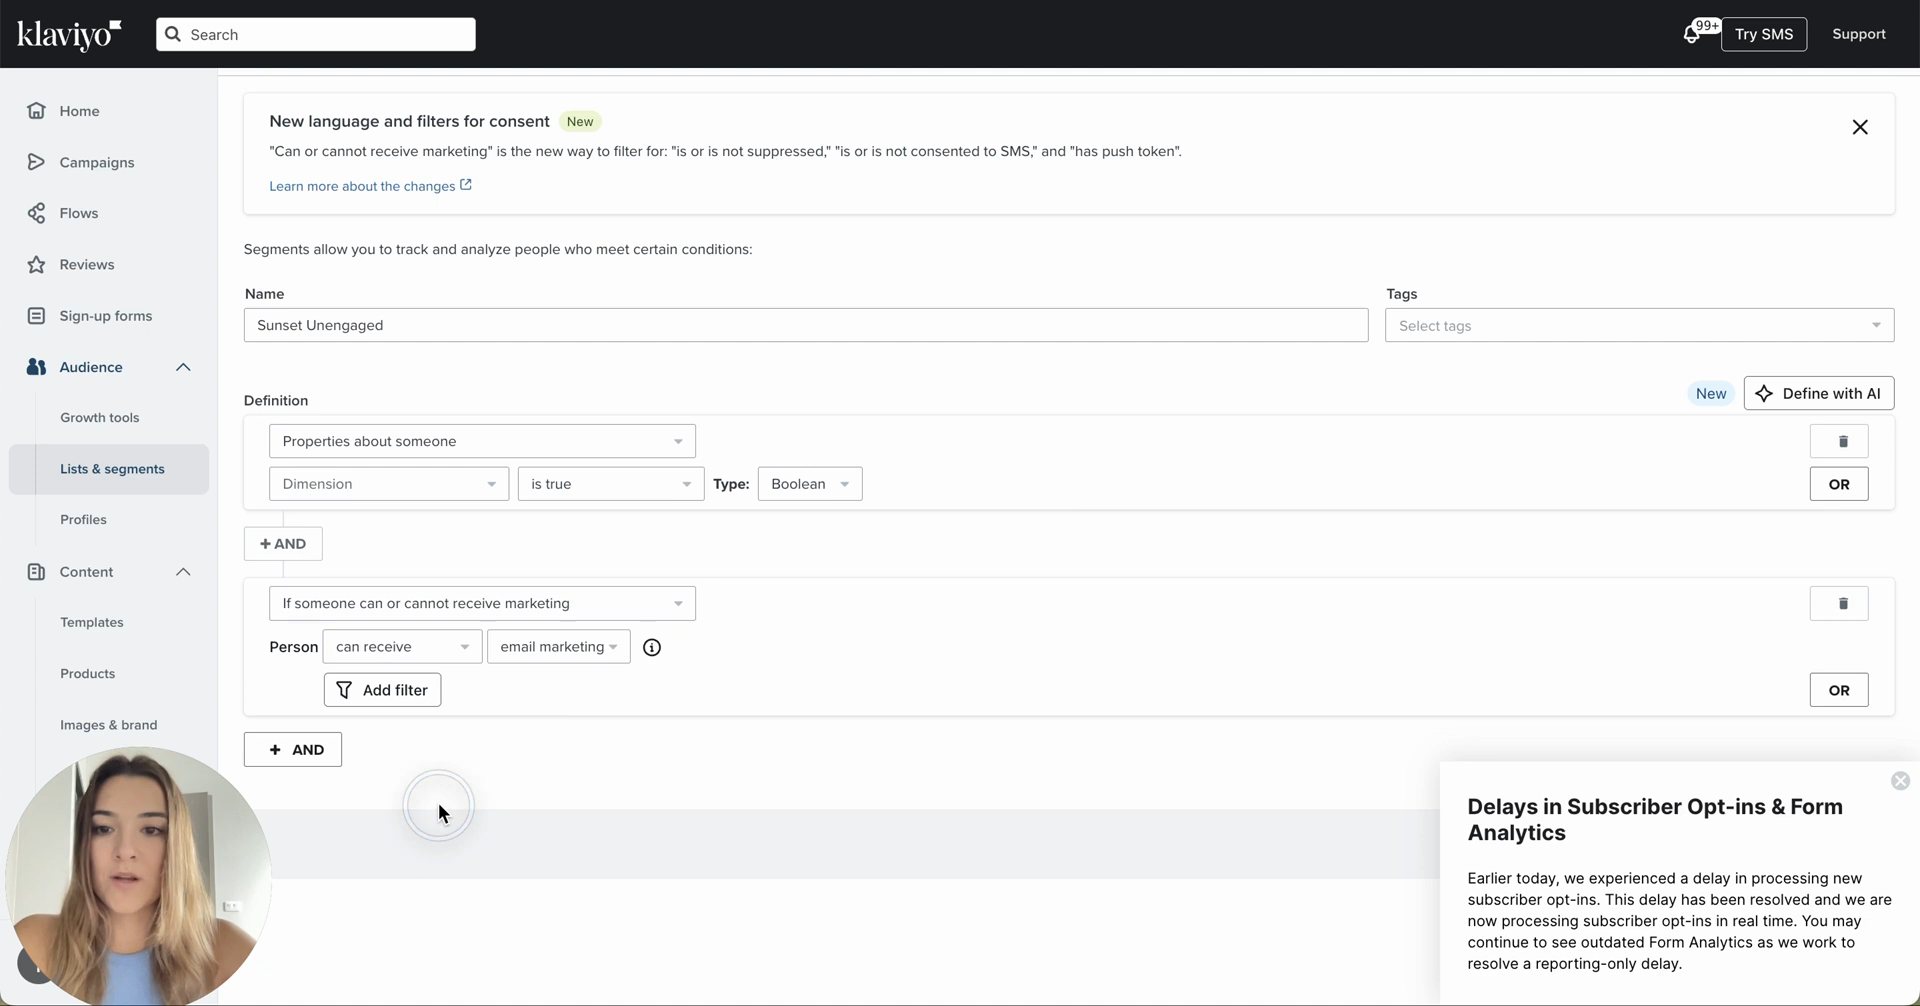 klaviyo
Search
99+
Try SMS
Support
Home
Campaigns
Flows
Reviews
Sign-up forms
Audience
Growth tools
Lists & segments
Profiles
Content
Templates
Products
Images & brand
New language and filters for consent New
"Can or cannot receive marketing" is the new way to filter for: "is or is not suppressed," "is or is not consented to SMS," and "has push token".
Learn more about the changes
Segments allow you to track and analyze people who meet certain conditions:
Name
Sunset Unengaged
Tags
Select tags
Definition
New
Define with AI
Properties about someone
Dimension is true Type: Boolean
OR
+ AND
If someone can or cannot receive marketing
Person can receive email marketing
Add filter
OR
+ AND
Delays in Subscriber Opt-ins & Form
Analytics
Earlier today, we experienced a delay in processing new
subscriber opt-ins. This delay has been resolved and we are
now processing subscriber opt-ins in real time. You may
continue to see outdated Form Analytics as we work to
resolve a reporting-only delay.